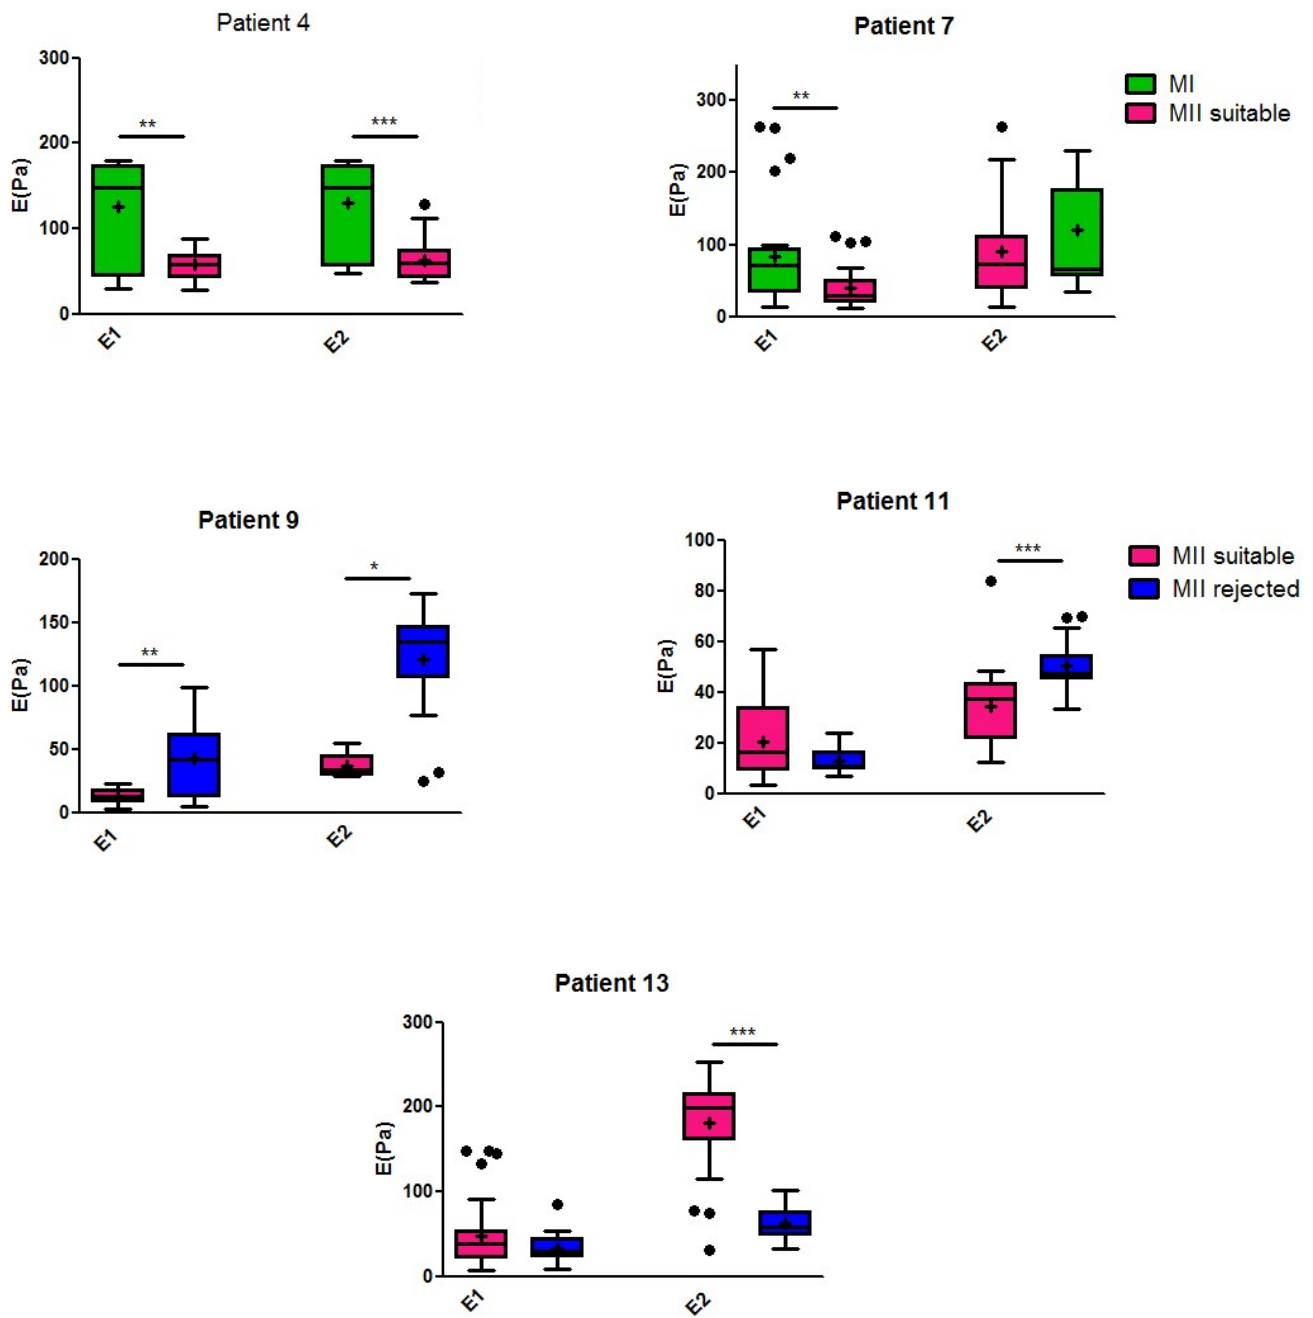 Patient 4
300
200
100
0
E(Pa)
**
***
E1
E2
Patient 7
300
200
100
0
E(Pa)
**
E1
E2
MI
MII suitable
Patient 9
200
150
100
50
0
E(Pa)
**
*
E1
E2
Patient 11
100
80
60
40
20
0
E(Pa)
***
E1
E2
MII suitable
MII rejected
Patient 13
300
200
100
0
E(Pa)
***
E1
E2